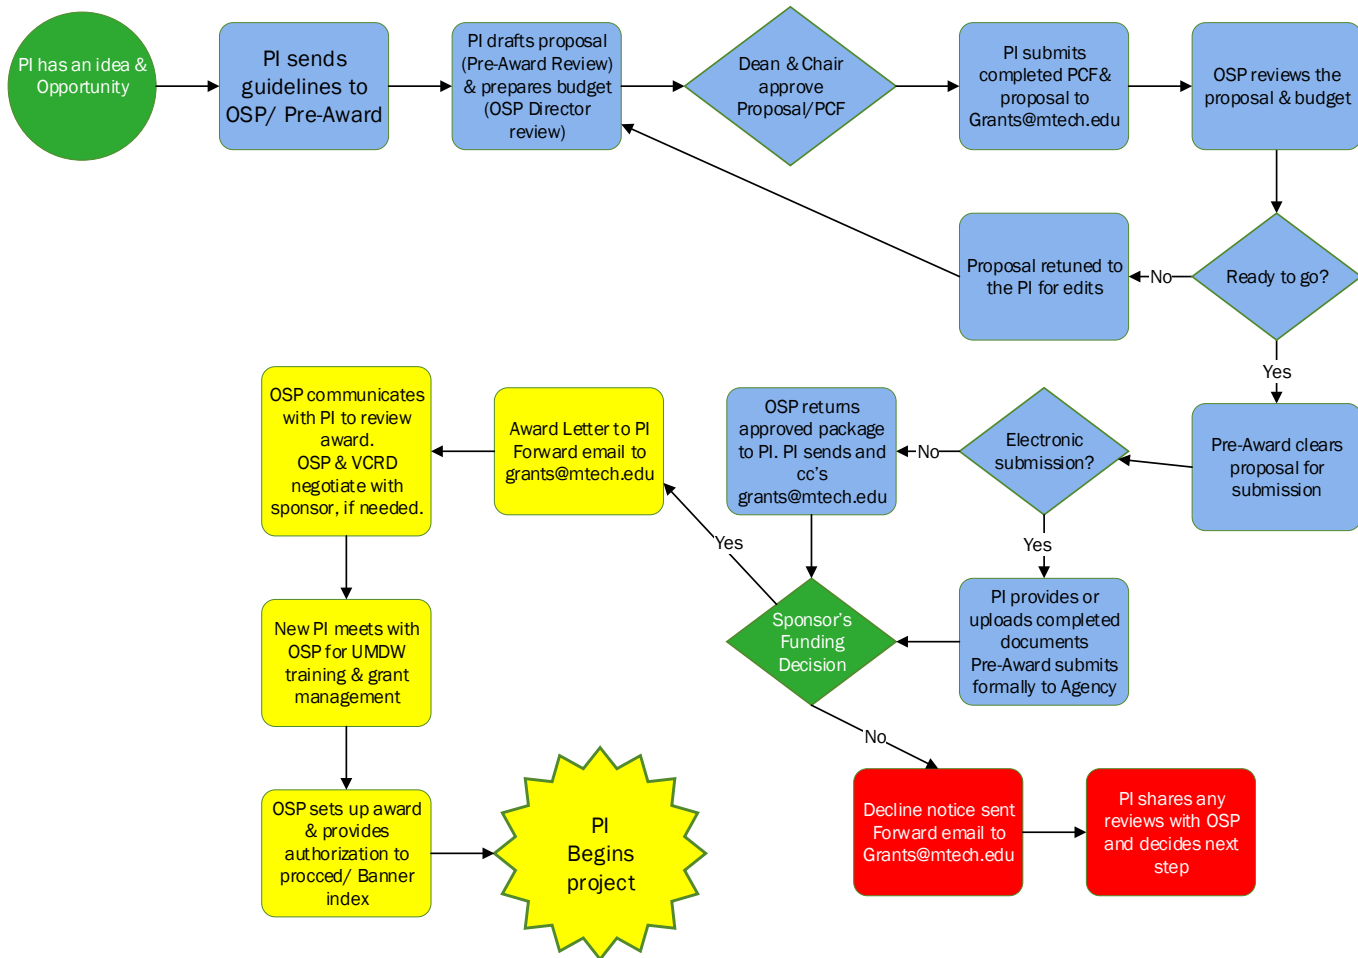 PI has an idea &
Opportunity
PI sends
guidelines to
OSP/ Pre-Award
PI drafts proposal
(Pre-Award Review)
& prepares budget
(OSP Director
review)
Dean & Chair
approve
Proposal/PCF
PI submits
completed PCF&
proposal to
Grants@mtech.edu
OSP reviews the
proposal & budget
Proposal retuned to
the PI for edits
No
Ready to go?
Yes
OSP communicates
with PI to review
award.
OSP & VCRD
negotiate with
sponsor, if needed.
Award Letter to PI
Forward email to
grants@mtech.edu
OSP returns
approved package
to PI. PI sends and
cc's
grants@mtech.edu
No
Electronic
submission?
Pre-Award clears
proposal for
submission
Yes
Yes
New PI meets with
OSP for UMDW
training & grant
management
Sponsor's
Funding
Decision
PI provides or
uploads completed
documents
Pre-Award submits
formally to Agency
No
OSP sets up award
& provides
authorization to
procced/ Banner
index
PI
Begins
project
Decline notice sent
Forward email to
Grants@mtech.edu
PI shares any
reviews with OSP
and decides next
step